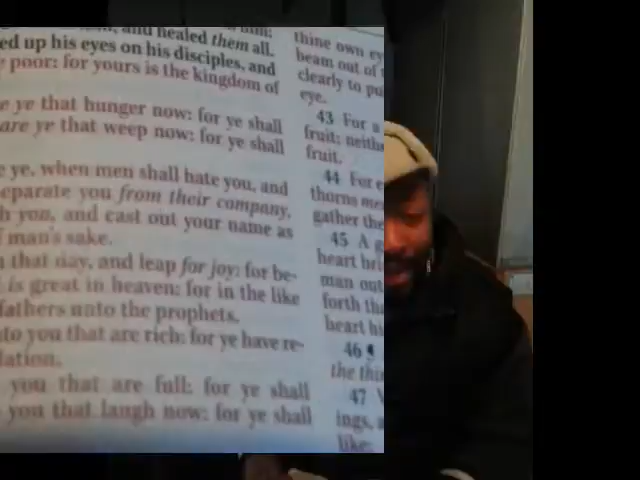 and healed them all.
ed up his eyes on his disciples, and
poor: for yours is the kingdom of
ye that hunger now: for ye shall
are ye that weep now: for ye shall
ye, when men shall hate you, and
eparate you from their company,
you, and cast out your name as
man's sake.
that day, and leap for joy: for be-
is great in heaven: for in the like
fathers unto the prophets.
to you that are rich: for ye have re-
lation.
you that are full: for ye shall
you that laugh now: for ye shall
thine own ey
beam out of
clearly to pu
eye.
43 For a
fruit; neithe
fruit.
44 For e
thorns me
gather the
45 A g
heart bri
man out
forth tha
heart hi
46
the thin
47
ings, a
like: